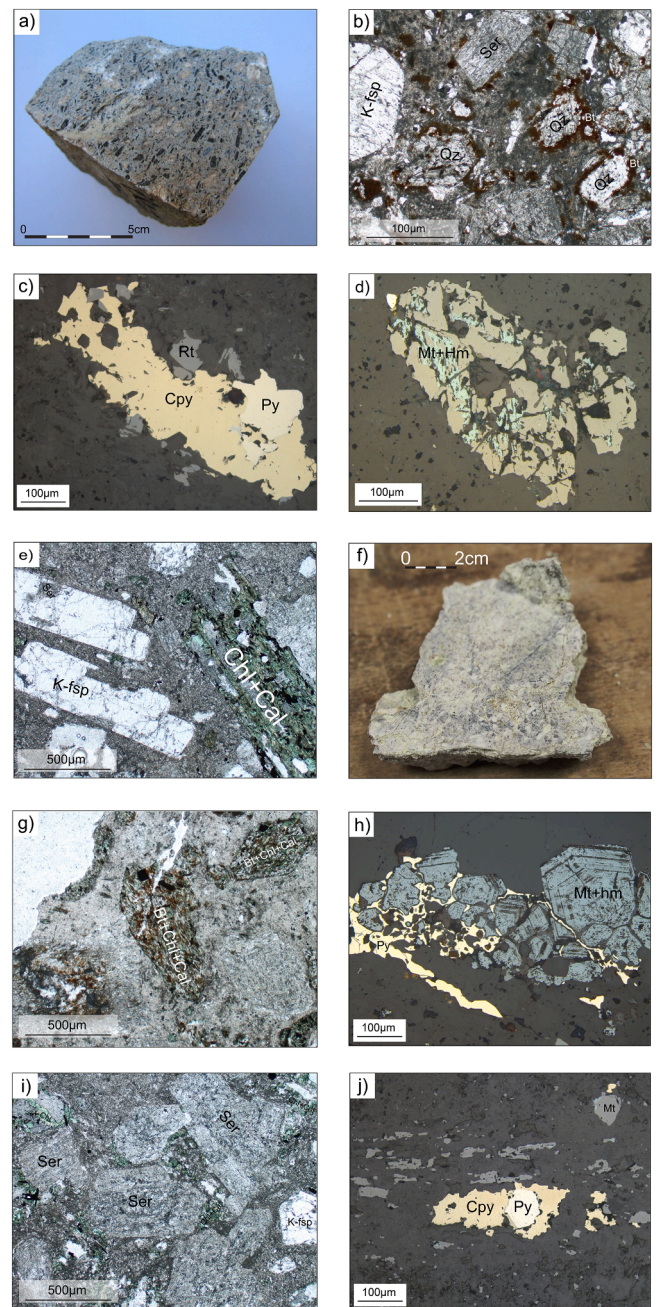 a)
0
5cm
b)
Ser
K-fsp
Qz
Bt
Qz
Bt
Qz
100μm
c)
Rt
Cpy
Py
100μm
d)
Mt+Hm
100μm
e)
K-fsp
Chl+Cal
500μm
f)
0
2cm
g)
Bt+Chl+Cal
Bt+Chl+Cal
500μm
h)
Mt+hm
Py
100μm
i)
Ser
Ser
Ser
K-fsp
500μm
j)
Mt
Cpy
Py
100μm